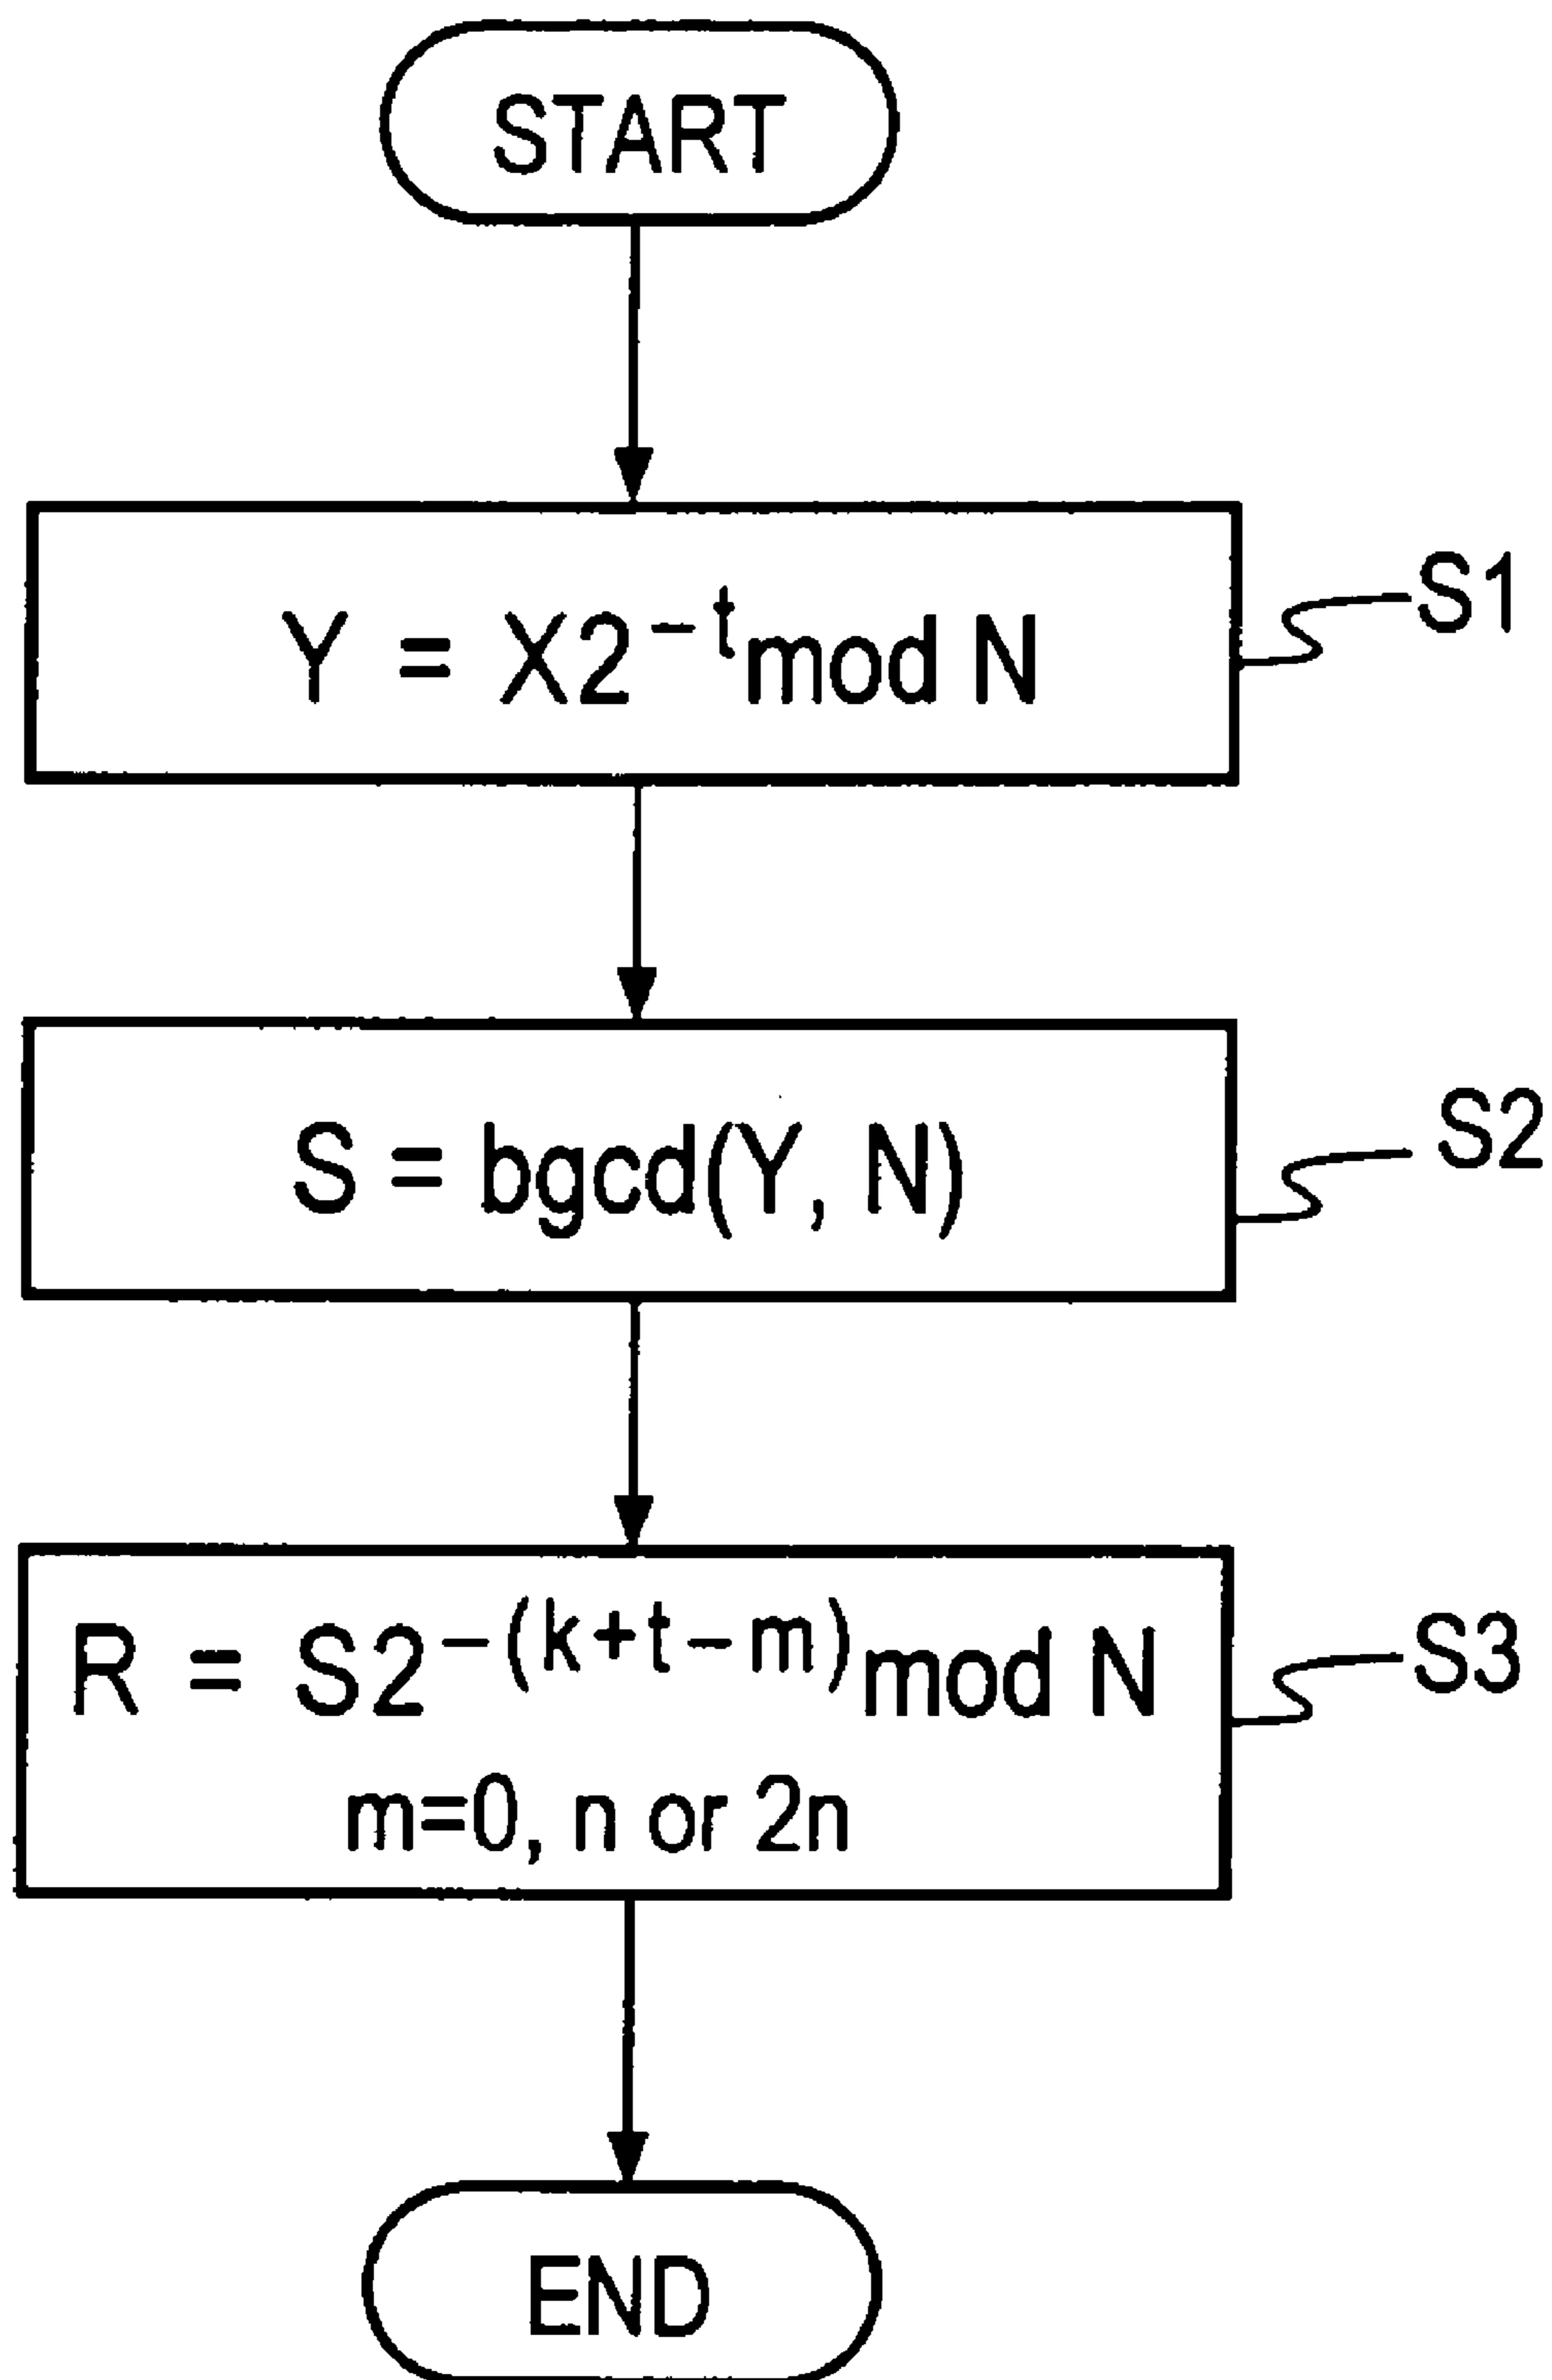 START
Y = X2^{-t} mod N
S1
S = bgcd(Y, N)
S2
R = S2^{-(k+t-m)} mod N
S3
m=0, n or 2n
END